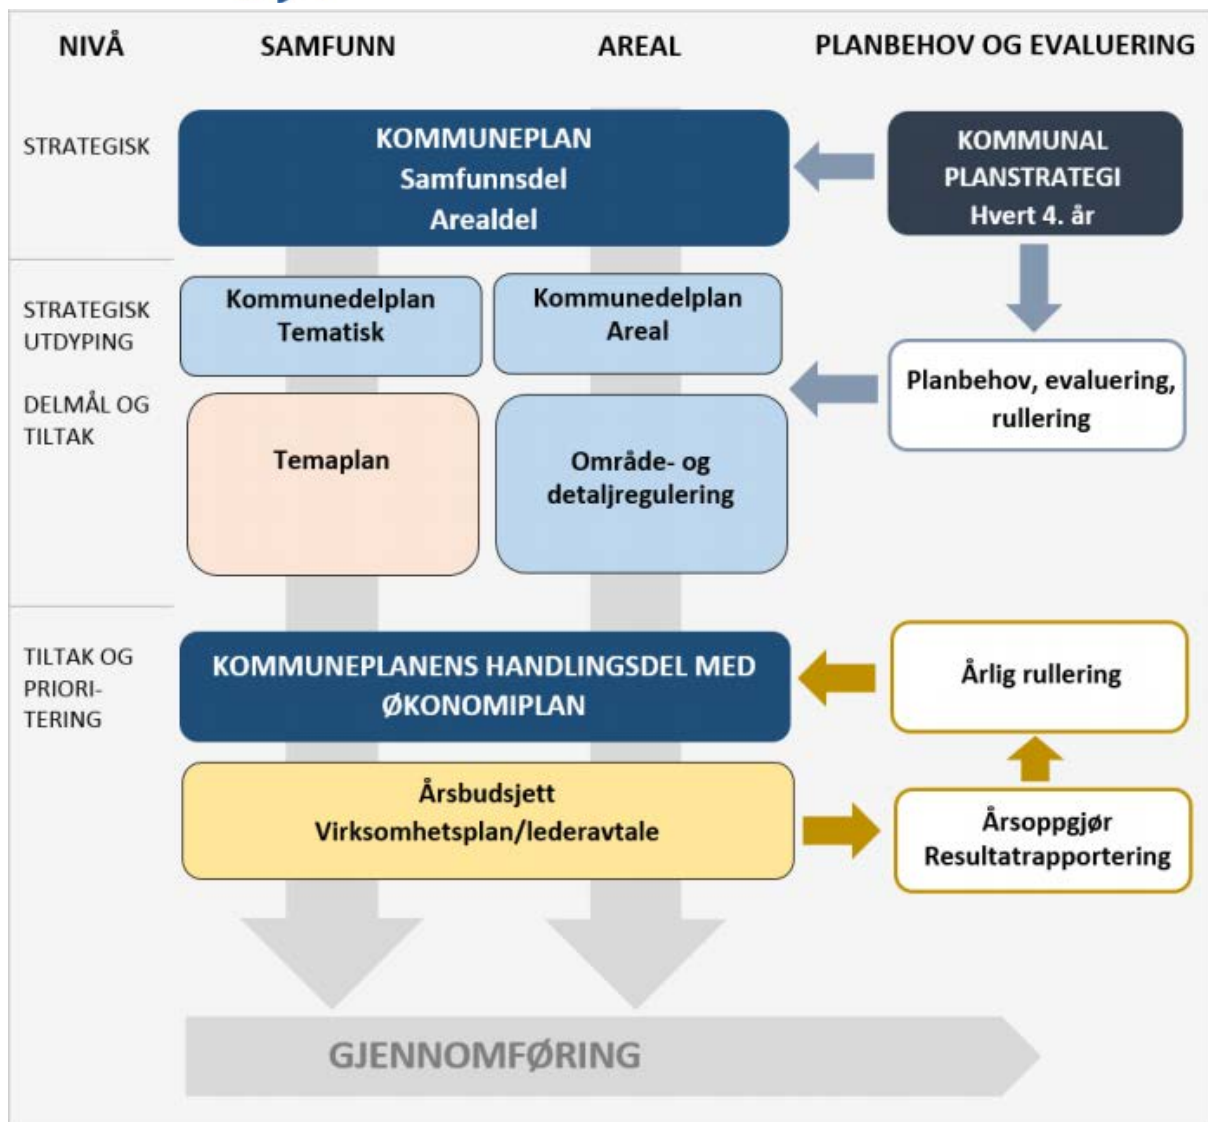 NIVÅ
SAMFUNN
AREAL
PLANBEHOV OG EVALUERING
STRATEGISK
KOMMUNEPLAN
Samfunnsdel
Arealdel
KOMMUNAL
PLANSTRATEGI
Hvert 4. år
STRATEGISK
UTDYPING
Kommunedelplan
Tematisk
Kommunedelplan
Areal
Planbehov, evaluering,
rullering
DELMÅL OG
TILTAK
Temaplan
Område- og
detaljregulering
TILTAK OG
PRIORI-
TERING
KOMMUNEPLANENS HANDLINGSDEL MED
ØKONOMIPLAN
Årlig rullering
Årsbudsjett
Virksomhetsplan/lederavtale
Årsoppgjør
Resultatrapportering
GJENNOMFØRING